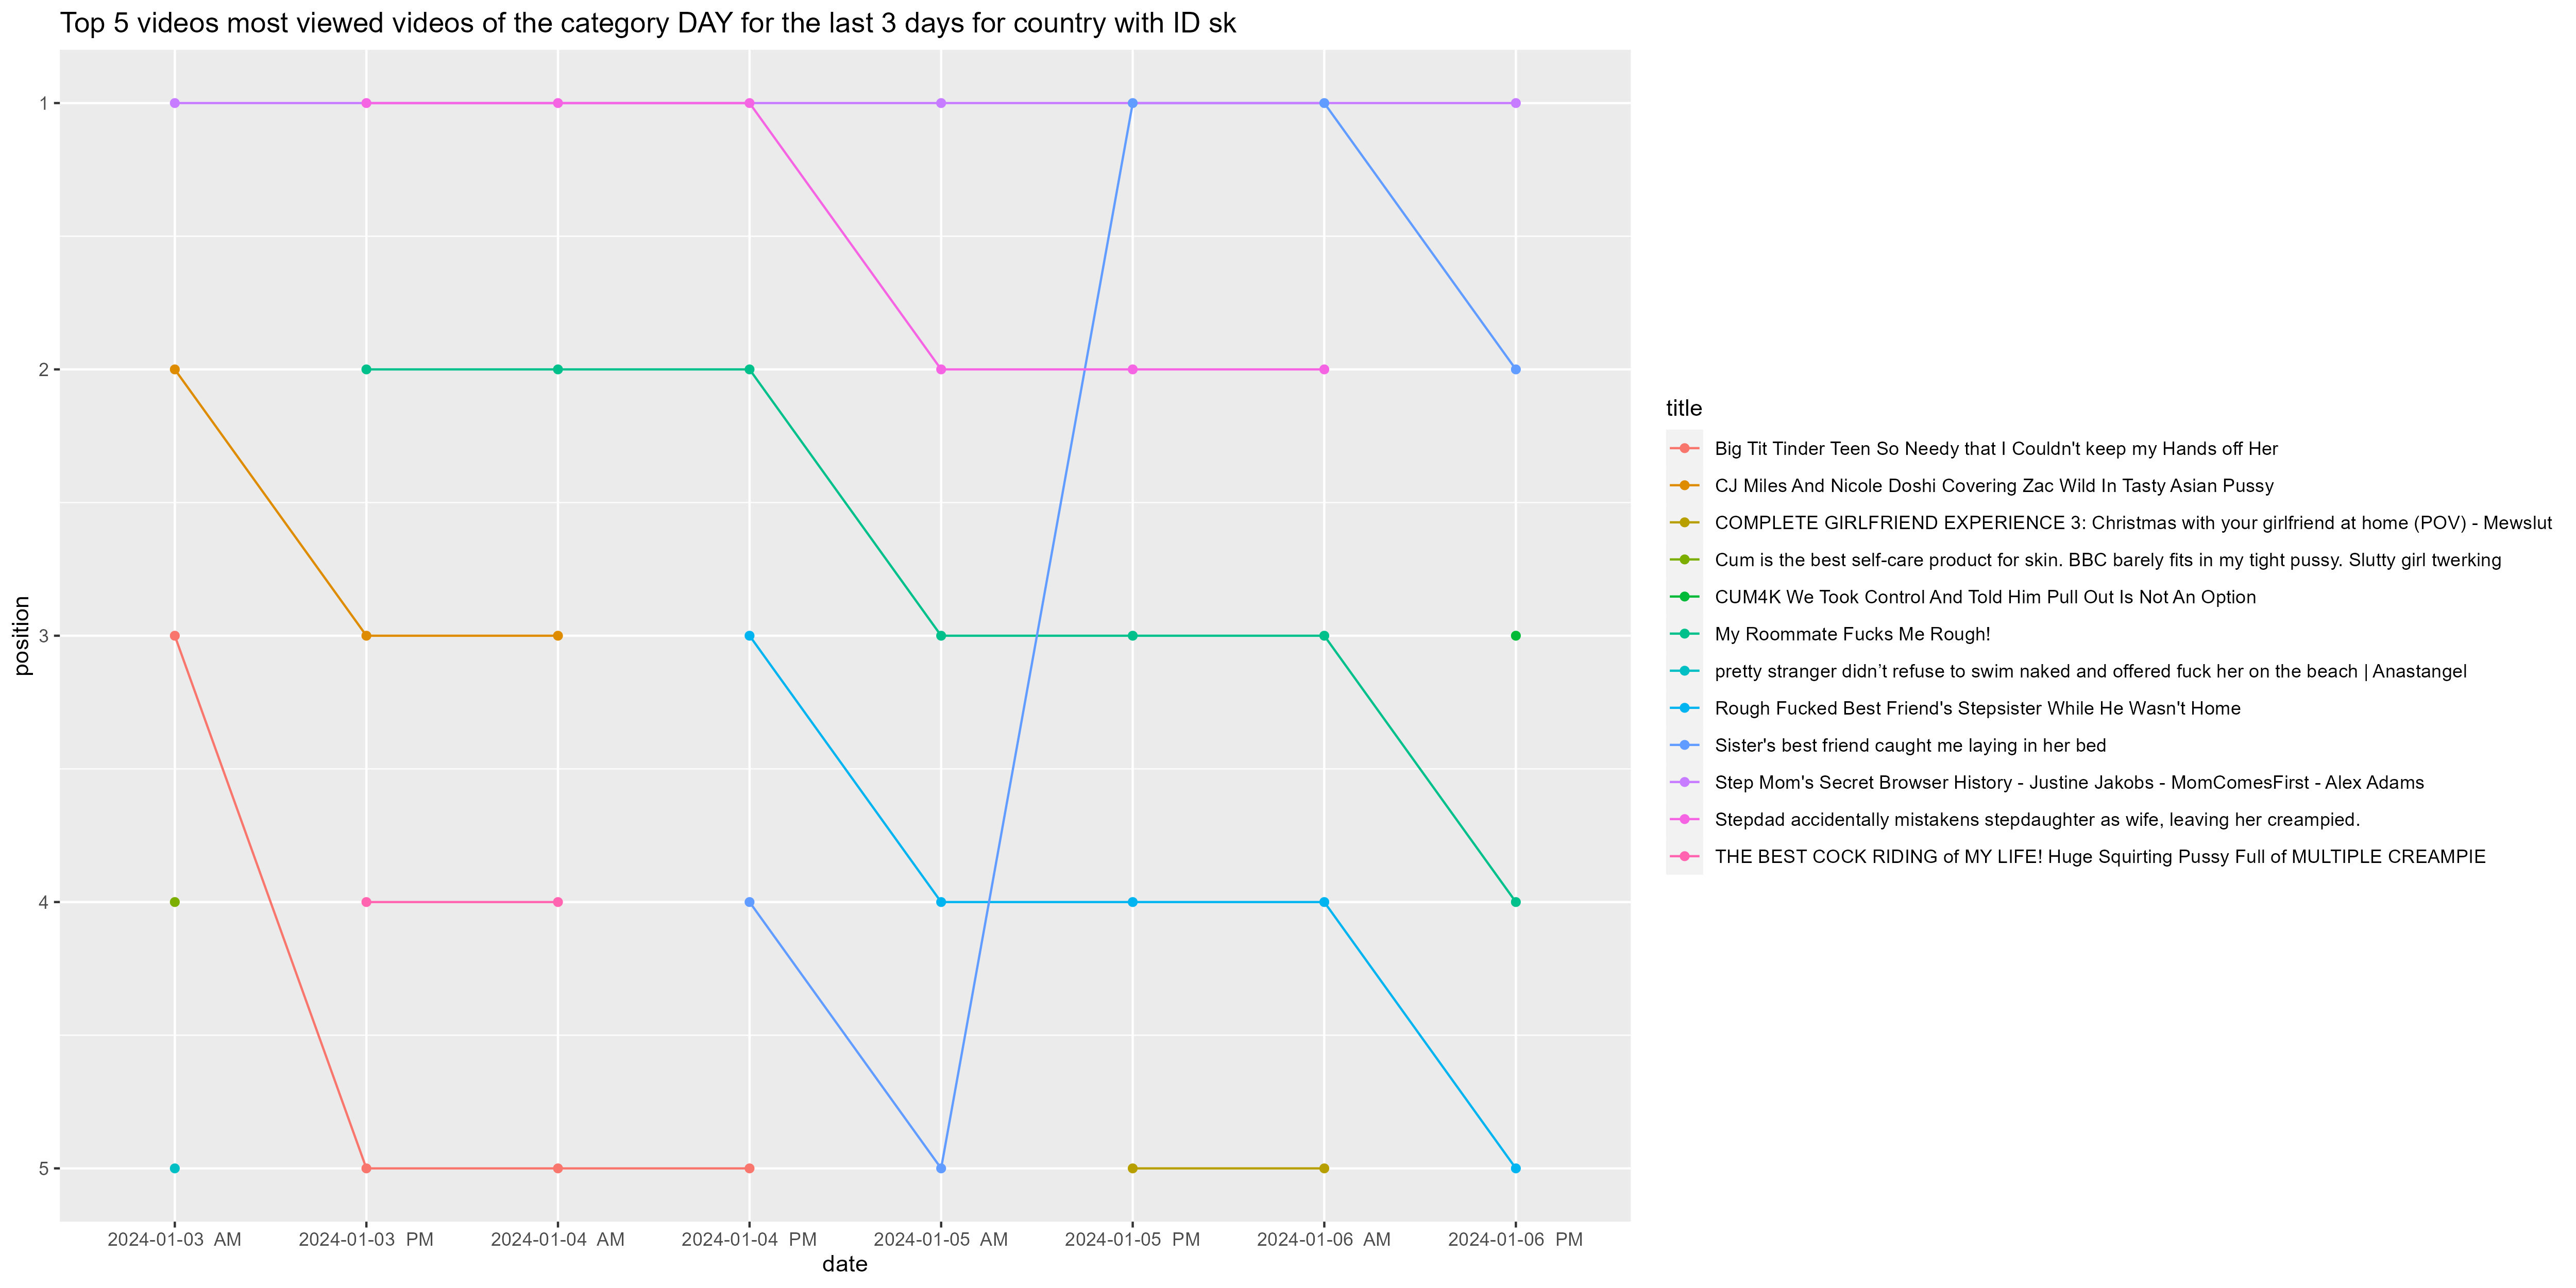 Top 5 videos most viewed videos of the category DAY for the last 3 days for country with ID sk
position
1
2
3
4
5
2024-01-03 AM
2024-01-03 PM
2024-01-04 AM
2024-01-04 PM
2024-01-05 AM
2024-01-05 PM
2024-01-06 AM
2024-01-06 PM
date
title
Big Tit Tinder Teen So Needy that I Couldn't keep my Hands off Her
CJ Miles And Nicole Doshi Covering Zac Wild In Tasty Asian Pussy
COMPLETE GIRLFRIEND EXPERIENCE 3: Christmas with your girlfriend at home (POV) - Mewslut
Cum is the best self-care product for skin. BBC barely fits in my tight pussy. Slutty girl twerking
CUM4K We Took Control And Told Him Pull Out Is Not An Option
My Roommate Fucks Me Rough!
pretty stranger didn’t refuse to swim naked and offered fuck her on the beach | Anastangel
Rough Fucked Best Friend's Stepsister While He Wasn't Home
Sister's best friend caught me laying in her bed
Step Mom's Secret Browser History - Justine Jakobs - MomComesFirst - Alex Adams
Stepdad accidentally mistakens stepdaughter as wife, leaving her creampied.
THE BEST COCK RIDING of MY LIFE! Huge Squirting Pussy Full of MULTIPLE CREAMPIE